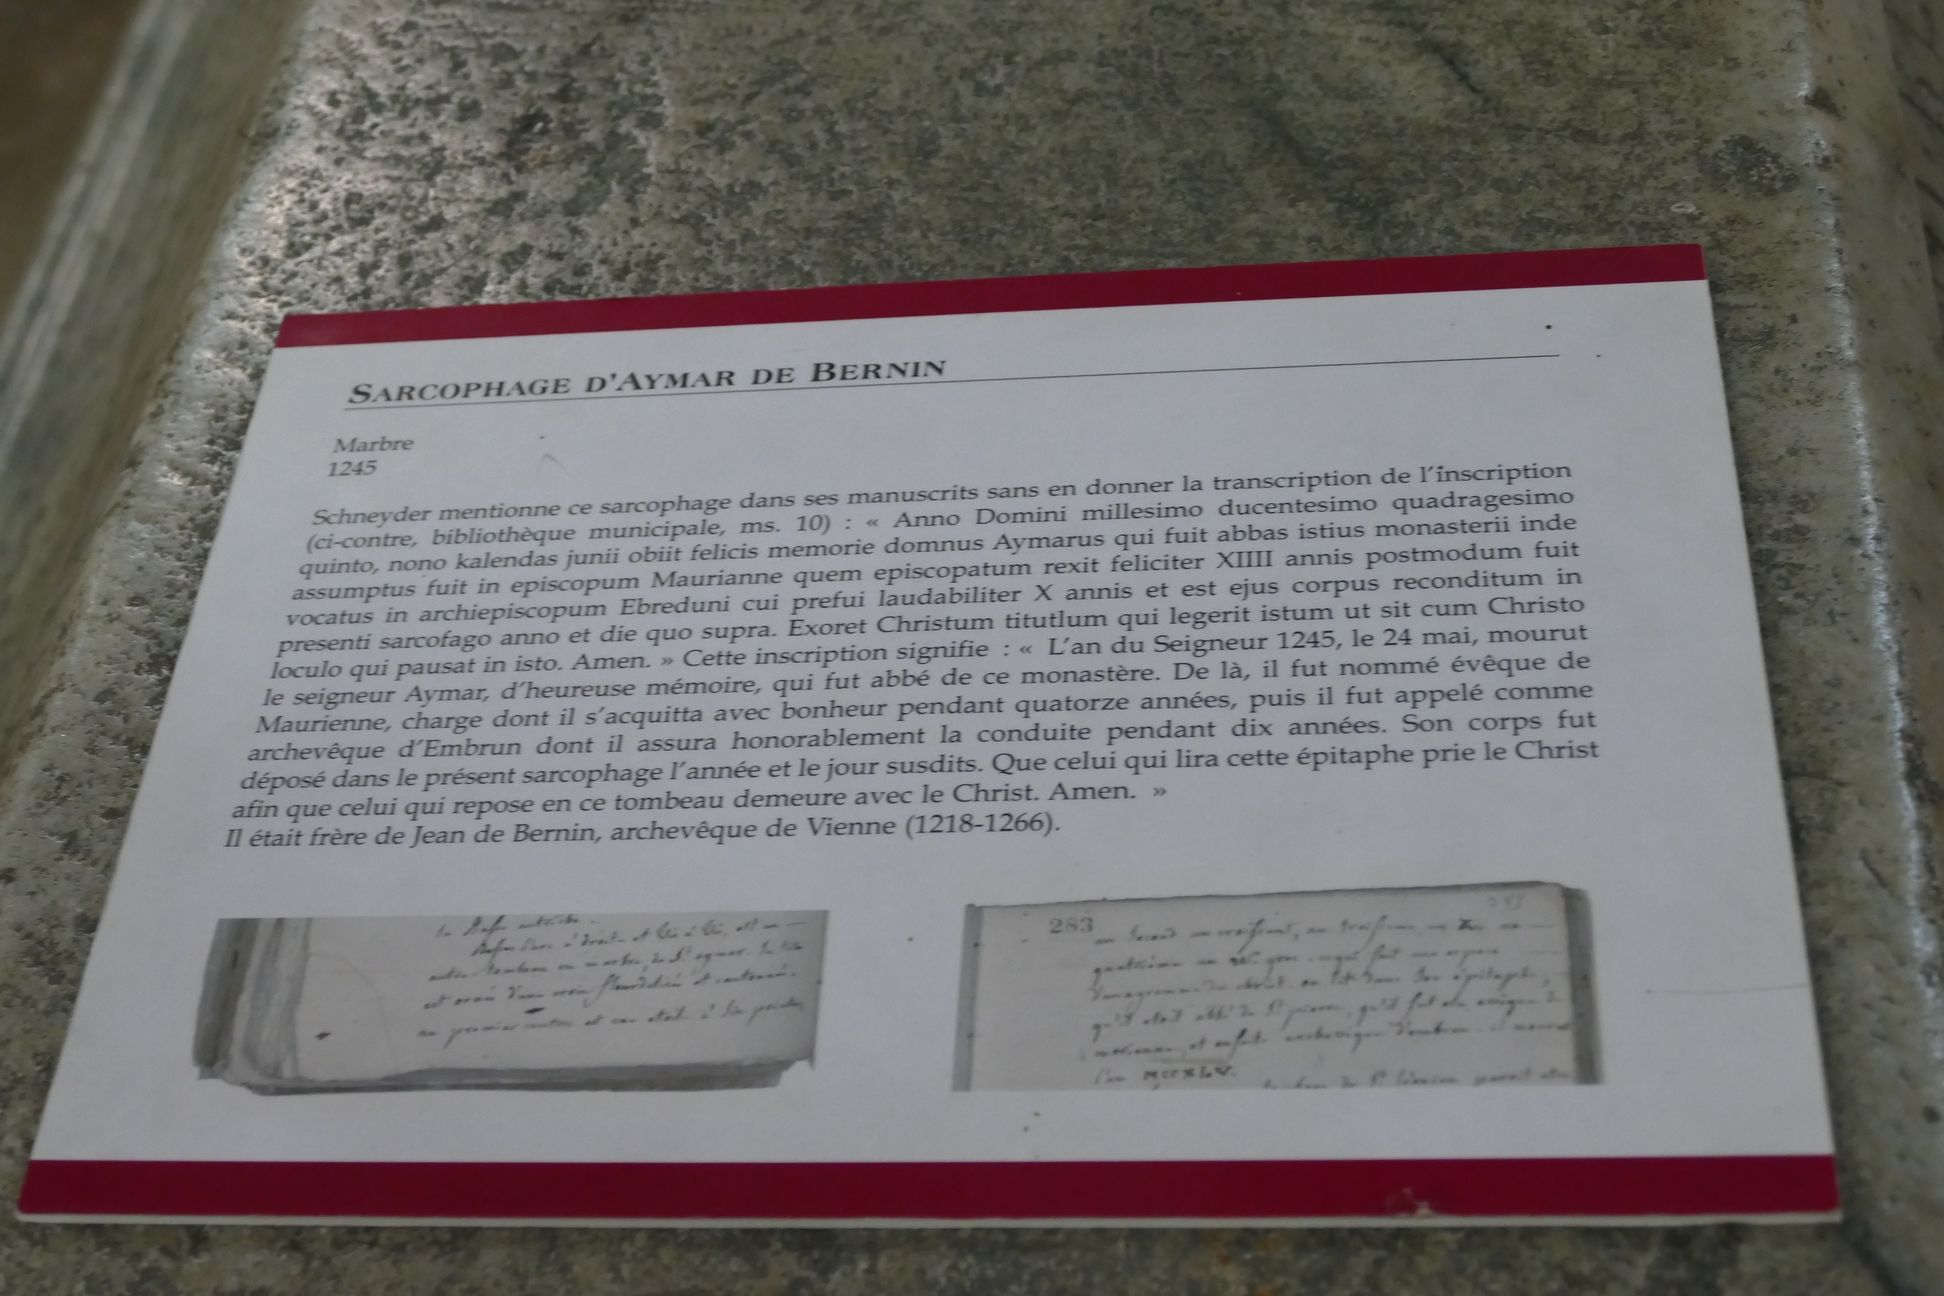 SARCOPHAGE D'AYMAR DE BERNIN
Marbre
1245
Schneyder mentionne ce sarcophage dans ses manuscrits sans en donner la transcription de l'inscription
(ci-contre, bibliothèque municipale, ms. 10) : « Anno Domini millesimo ducentesimo quadragesimo
quinto, nono kalendas junii obiit felicis memorie domnus Aymarus qui fuit abbas istius monasterii inde
assumptus fuit in episcopum Maurianne quem episcopatum rexit feliciter XIIII annis postmodum fuit
vocatus in archiepiscopum Ebreduni cui prefui laudabiliter X annis et est ejus corpus reconditum in
presenti sarcofago anno et die quo supra. Exoret Christum titutlum qui legerit istum ut sit cum Christo
loculo qui pausat in isto. Amen. » Cette inscription signifie : « L'an du Seigneur 1245, le 24 mai, mourut
le seigneur Aymar, d'heureuse mémoire, qui fut abbé de ce monastère. De là, il fut nommé évêque de
Maurienne, charge dont il s'acquitta avec bonheur pendant quatorze années, puis il fut appelé comme
archevêque d'Embrun dont il assura honorablement la conduite pendant dix années. Son corps fut
déposé dans le présent sarcophage l'année et le jour susdits. Que celui qui lira cette épitaphe prie le Christ
afin que celui qui repose en ce tombeau demeure avec le Christ. Amen. »
Il était frère de Jean de Bernin, archevêque de Vienne (1218-1266).
283
MCCXLV.